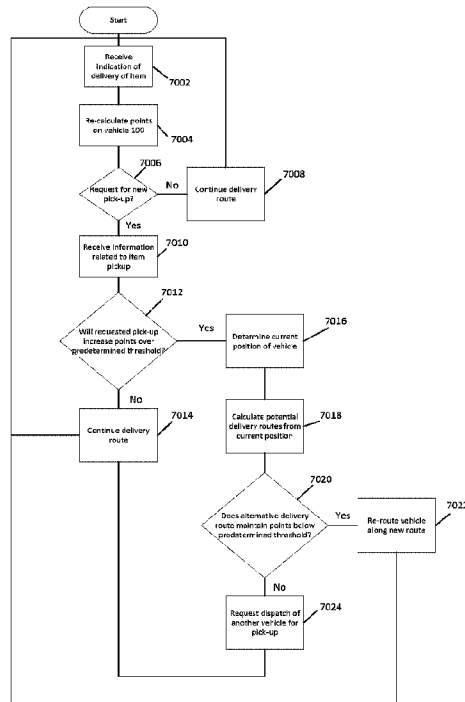 Start
Receive
indication of
delivery of item
7002
Re-calculate points
on vehicle 100
7004
7006
Request for new
pick-up?
No
Continue delivery
route
7008
Yes
Receive information
related to item
pickup
7010
7012
Will requested pick-up
increase points over
predetermined threshold?
Yes
Determine current
position of vehicle
7016
No
Continue delivery
route
7014
Calculate potential
delivery routes from
current position
7018
7020
Does alternative delivery
route maintain points below
predetermined threshold?
Yes
Re-route vehicle
along new route
No
Request dispatch of
another vehicle for
pick-up
7024